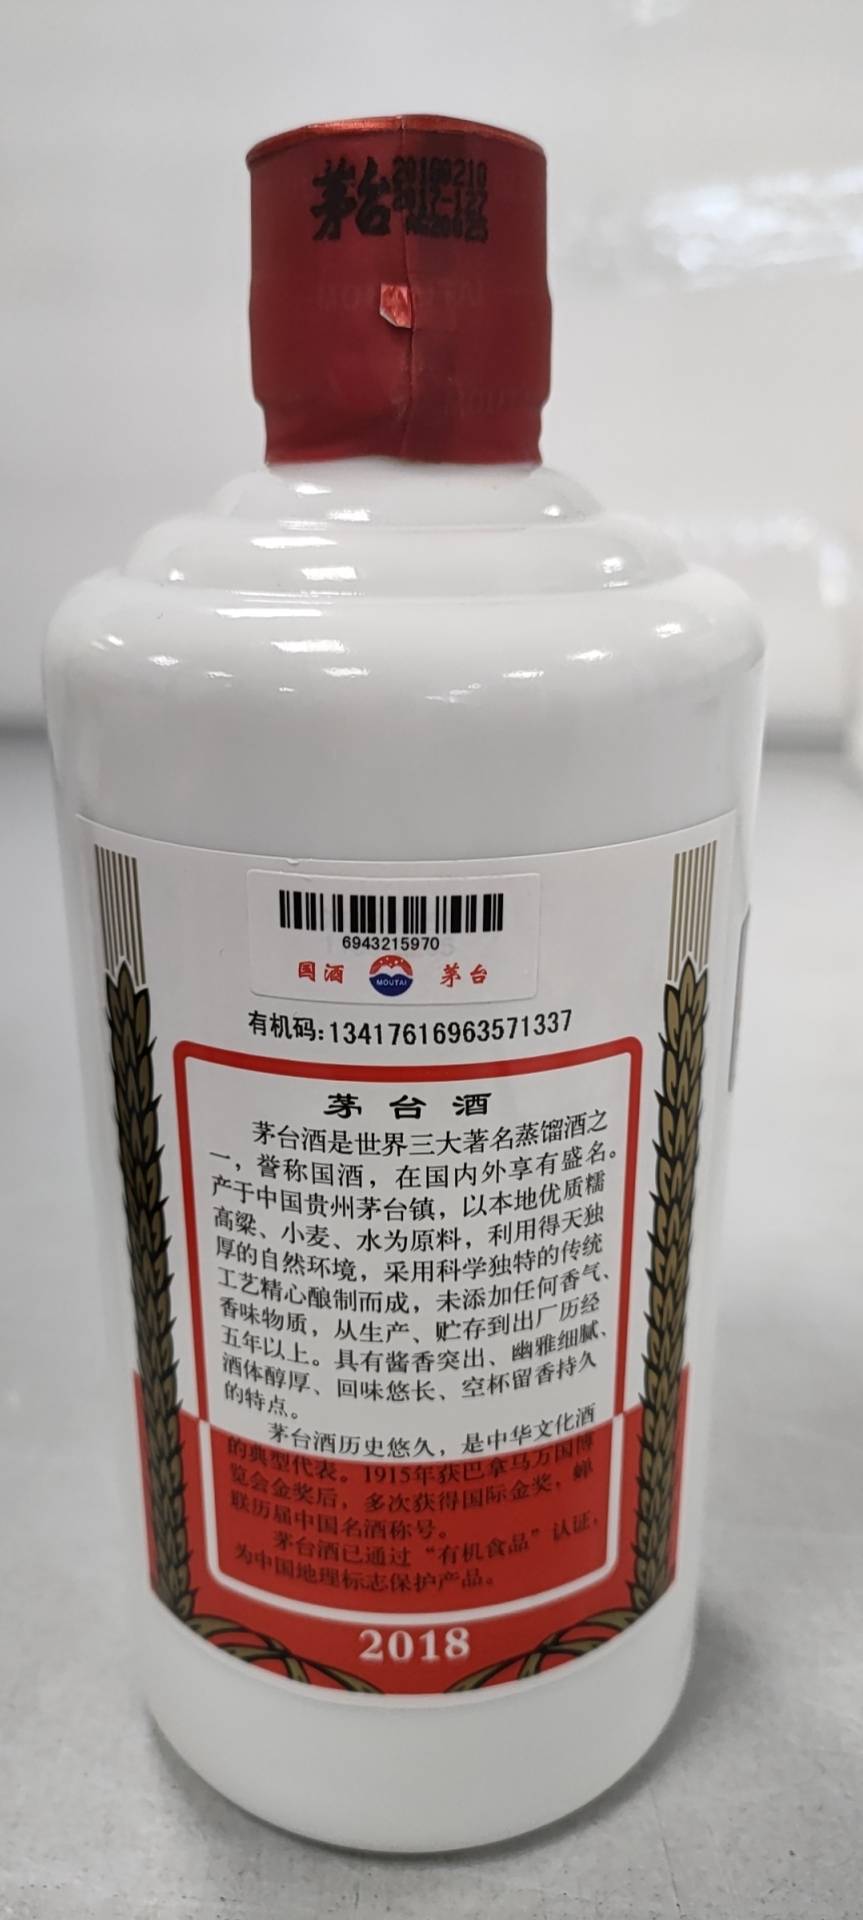 茅台
20180210
2017-127
6943215970
国酒 MOUTAI 茅台
有机码:13417616963571337
茅台酒
茅台酒是世界三大著名蒸馏酒之
一，誉称国酒，在国内外享有盛名。
产于中国贵州茅台镇，以本地优质糯
高粱、小麦、水为原料，利用得天独
厚的自然环境，采用科学独特的传统
工艺精心酿制而成，未添加任何香气、
香味物质，从生产、贮存到出厂历经
五年以上。具有酱香突出、幽雅细腻、
酒体醇厚、回味悠长、空杯留香持久
的特点。
茅台酒历史悠久，是中华文化酒
的典型代表。1915年获巴拿马万国博
览会金奖后，多次获得国际金奖，蝉
联历届中国名酒称号。
茅台酒已通过“有机食品”认证，
为中国地理标志保护产品。
2018